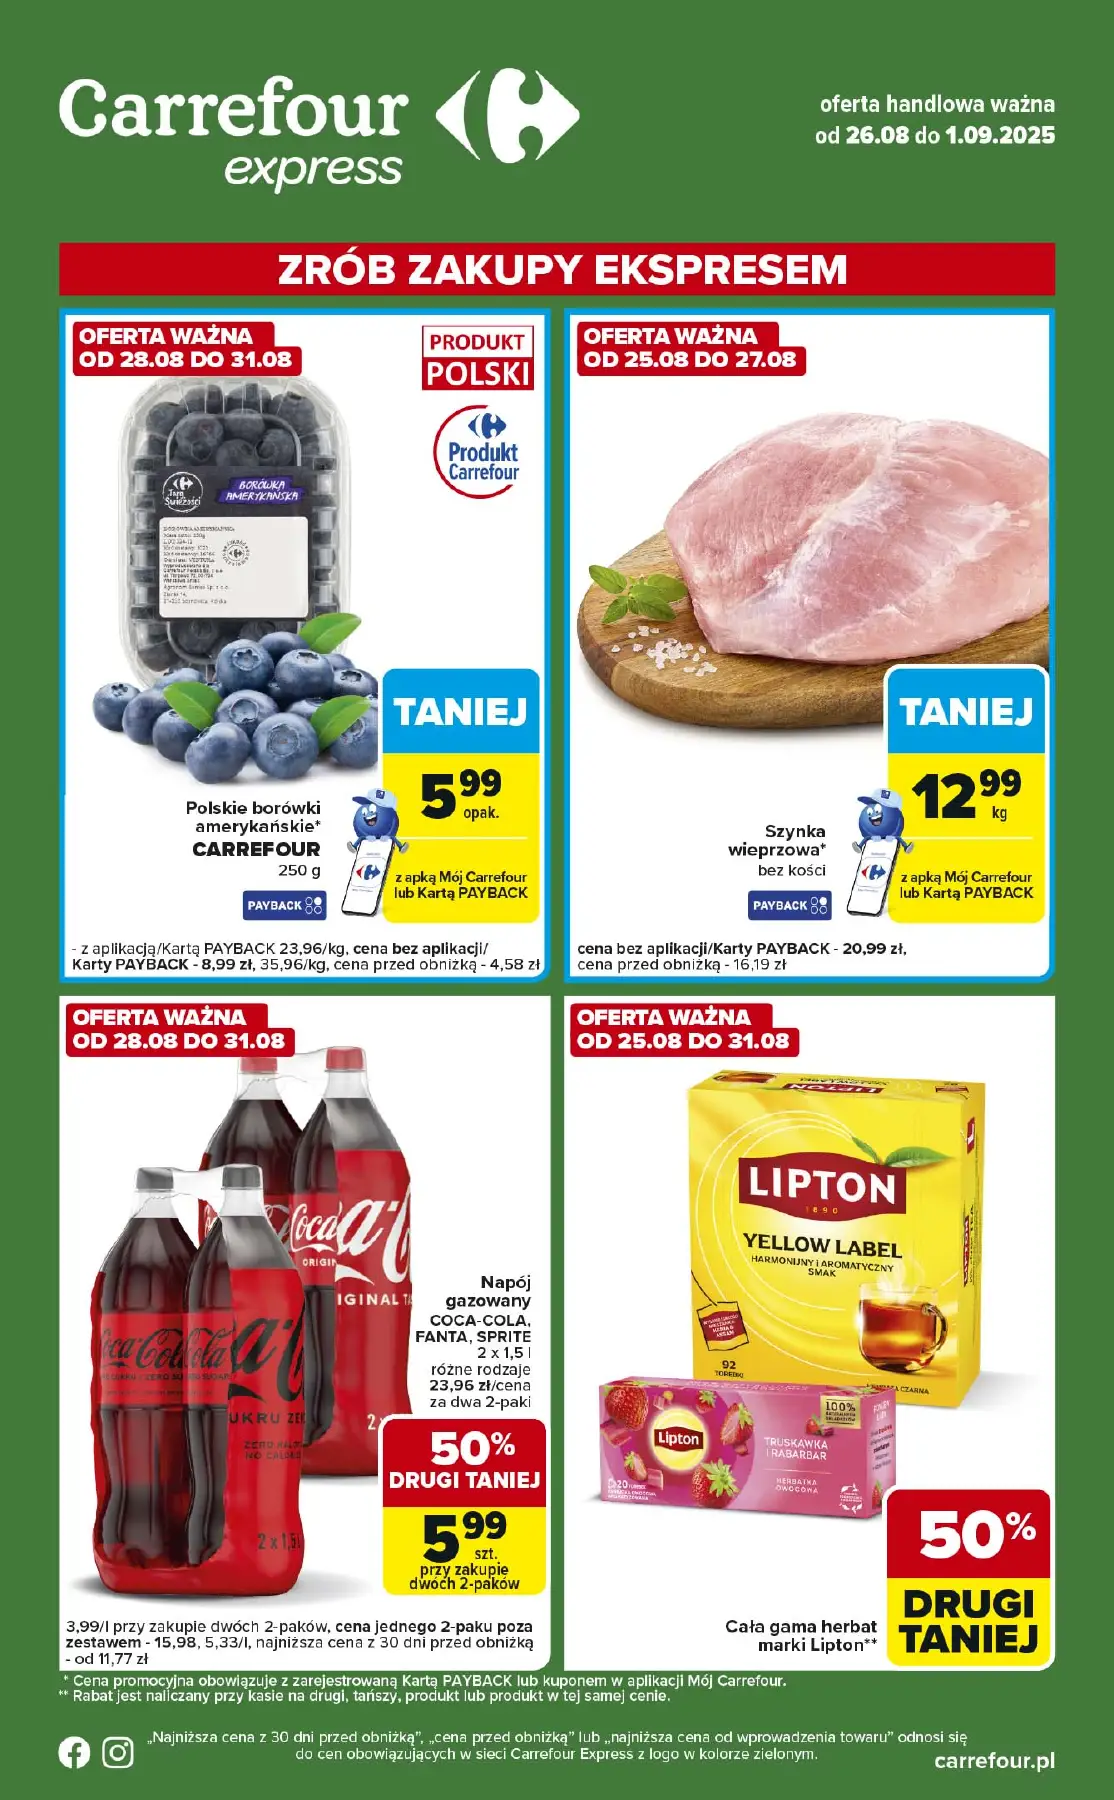 Carrefour
express
oferta handlowa ważna
od 26.08 do 1.09.2025
ZRÓB ZAKUPY EKSPRESEM
OFERTA WAŻNA
OD 28.08 DO 31.08
PRODUKT
POLSKI
Produkt
Carrefour
Targ
Świeżości
BORÓWKA
AMERYKAŃSKA
TANIEJ
5 99
opak.
z apką Mój Carrefour
lub Kartą PAYBACK
Polskie borówki
amerykańskie*
CARREFOUR
250 g
PAYBACK
- z aplikacją/Kartą PAYBACK 23,96/kg, cena bez aplikacji/
Karty PAYBACK - 8,99 zł, 35,96/kg, cena przed obniżką - 4,58 zł
OFERTA WAŻNA
OD 25.08 DO 27.08
TANIEJ
12 99
kg
z apką Mój Carrefour
lub Kartą PAYBACK
Szynka
wieprzowa*
bez kości
PAYBACK
cena bez aplikacji/Karty PAYBACK - 20,99 zł,
cena przed obniżką - 16,19 zł
OFERTA WAŻNA
OD 28.08 DO 31.08
Napój
gazowany
COCA-COLA,
FANTA, SPRITE
2 x 1,5 l
różne rodzaje
23,96 zł/cena
za dwa 2-paki
50%
DRUGI TANIEJ
5 99
szt.
przy zakupie
dwóch 2-paków
3,99/l przy zakupie dwóch 2-paków, cena jednego 2-paku poza
zestawem - 15,98, 5,33/l, najniższa cena z 30 dni przed obniżką
- od 11,77 zł
OFERTA WAŻNA
OD 25.08 DO 31.08
LIPTON
LIPTON
1890
YELLOW LABEL
HARMONIJNY I AROMATYCZNY
SMAK
92
TOREBKI
HERBATA CZARNA
Lipton
TRUSKAWKA
I RABARBAR
HERBATKA
OWOCOWA
100%
50%
DRUGI
TANIEJ
Cała gama herbat
marki Lipton**
* Cena promocyjna obowiązuje z zarejestrowaną Kartą PAYBACK lub kuponem w aplikacji Mój Carrefour.
** Rabat jest naliczany przy kasie na drugi, tańszy, produkt lub produkt w tej samej cenie.
„Najniższa cena z 30 dni przed obniżką”, „cena przed obniżką” lub „najniższa cena od wprowadzenia towaru” odnosi się
do cen obowiązujących w sieci Carrefour Express z logo w kolorze zielonym.
carrefour.pl